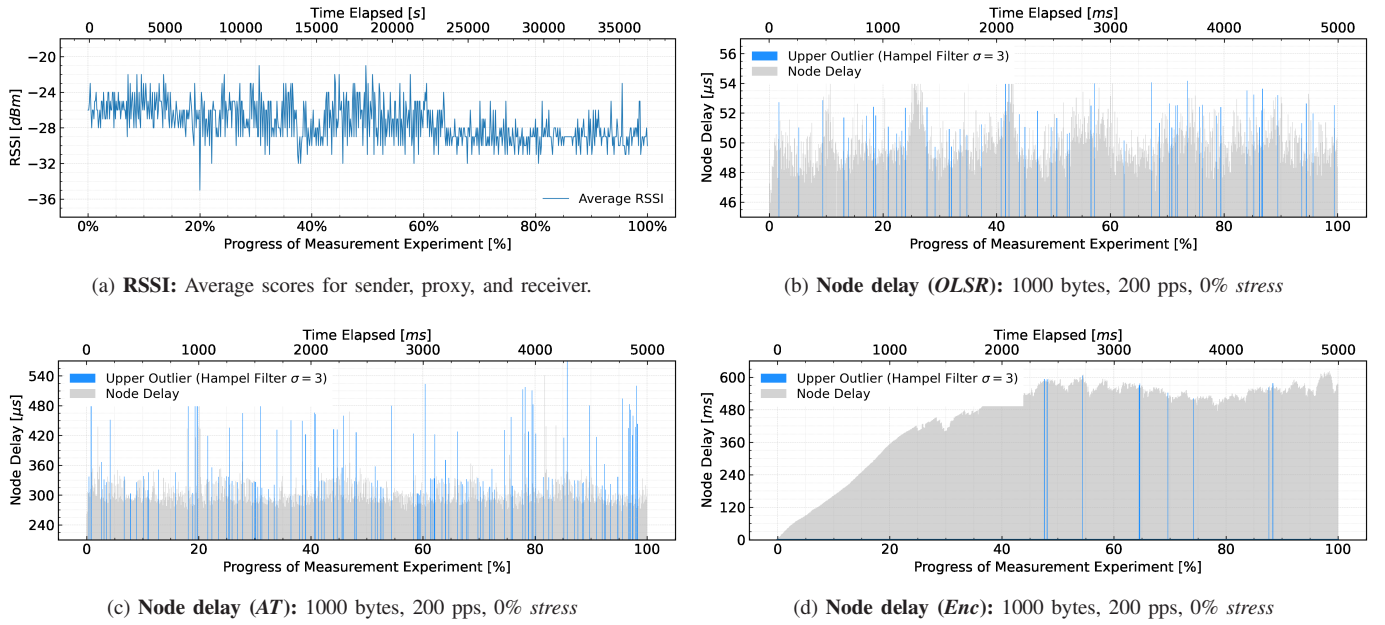 Time Elapsed [s]
0 5000 10000 15000 20000 25000 30000 35000
−20
−24
−28
−32
−36
RSSI [dBm]
Average RSSI
0% 20% 40% 60% 80% 100%
Progress of Measurement Experiment [%]
(a) RSSI: Average scores for sender, proxy, and receiver.
Time Elapsed [ms]
0 1000 2000 3000 4000 5000
56
54
52
50
48
46
Node Delay [µs]
Upper Outlier (Hampel Filter σ = 3)
Node Delay
0 20 40 60 80 100
Progress of Measurement Experiment [%]
(b) Node delay (OLSR): 1000 bytes, 200 pps, 0% stress
Time Elapsed [ms]
0 1000 2000 3000 4000 5000
540
480
420
360
300
240
Node Delay [µs]
Upper Outlier (Hampel Filter σ = 3)
Node Delay
0 20 40 60 80 100
Progress of Measurement Experiment [%]
(c) Node delay (AT): 1000 bytes, 200 pps, 0% stress
Time Elapsed [ms]
0 1000 2000 3000 4000 5000
600
480
360
240
120
0
Node Delay [ms]
Upper Outlier (Hampel Filter σ = 3)
Node Delay
0 20 40 60 80 100
Progress of Measurement Experiment [%]
(d) Node delay (Enc): 1000 bytes, 200 pps, 0% stress